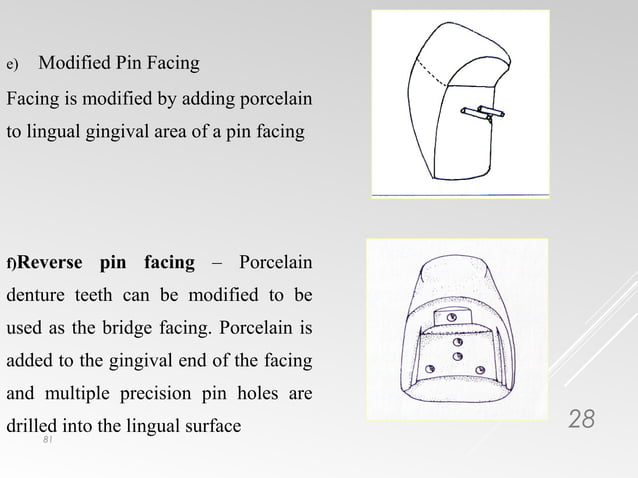 e) Modified Pin Facing
Facing is modified by adding porcelain
to lingual gingival area of a pin facing
f)Reverse pin facing – Porcelain
denture teeth can be modified to be
used as the bridge facing. Porcelain is
added to the gingival end of the facing
and multiple precision pin holes are
drilled into the lingual surface
81
28